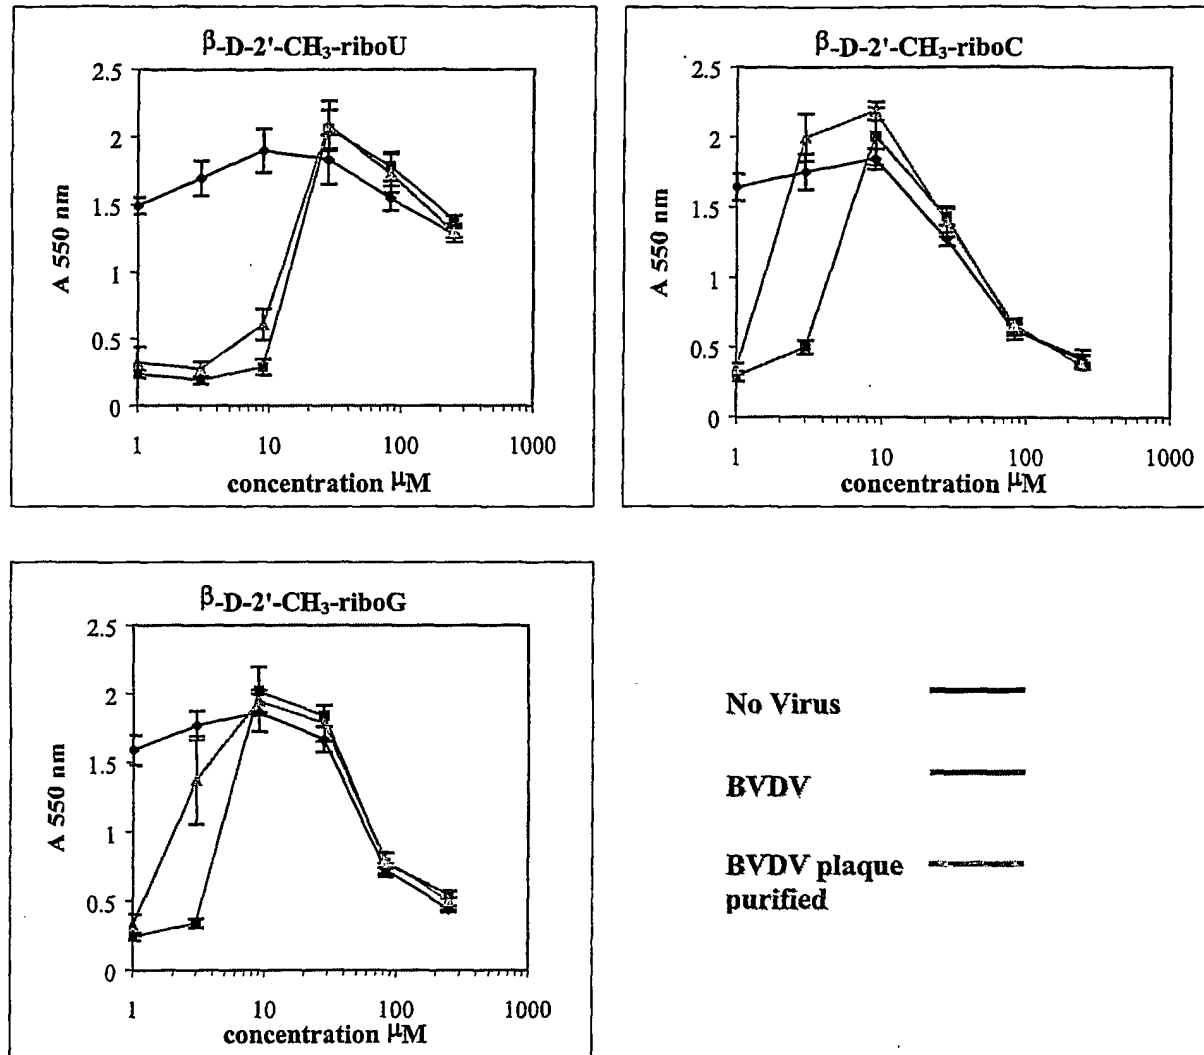 β-D-2'-CH₃-riboU
2.5
2
1.5
1
0.5
0
A 550 nm
1 10 100 1000
concentration μM
β-D-2'-CH₃-riboC
2.5
2
1.5
1
0.5
0
A 550 nm
1 10 100 1000
concentration μM
β-D-2'-CH₃-riboG
2.5
2
1.5
1
0.5
0
A 550 nm
1 10 100 1000
concentration μM
No Virus
BVDV
BVDV plaque
purified